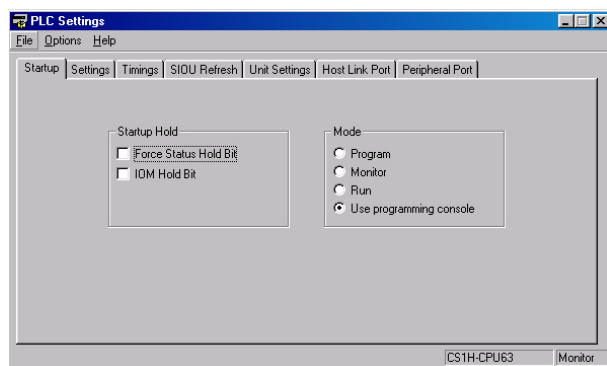 PLC Settings
File Options Help
Startup Settings Timings SIOU Refresh Unit Settings Host Link Port Peripheral Port
Startup Hold
Force Status Hold Bit
IOM Hold Bit
Mode
Program
Monitor
Run
Use programming console
CS1H-CPU63 Monitor